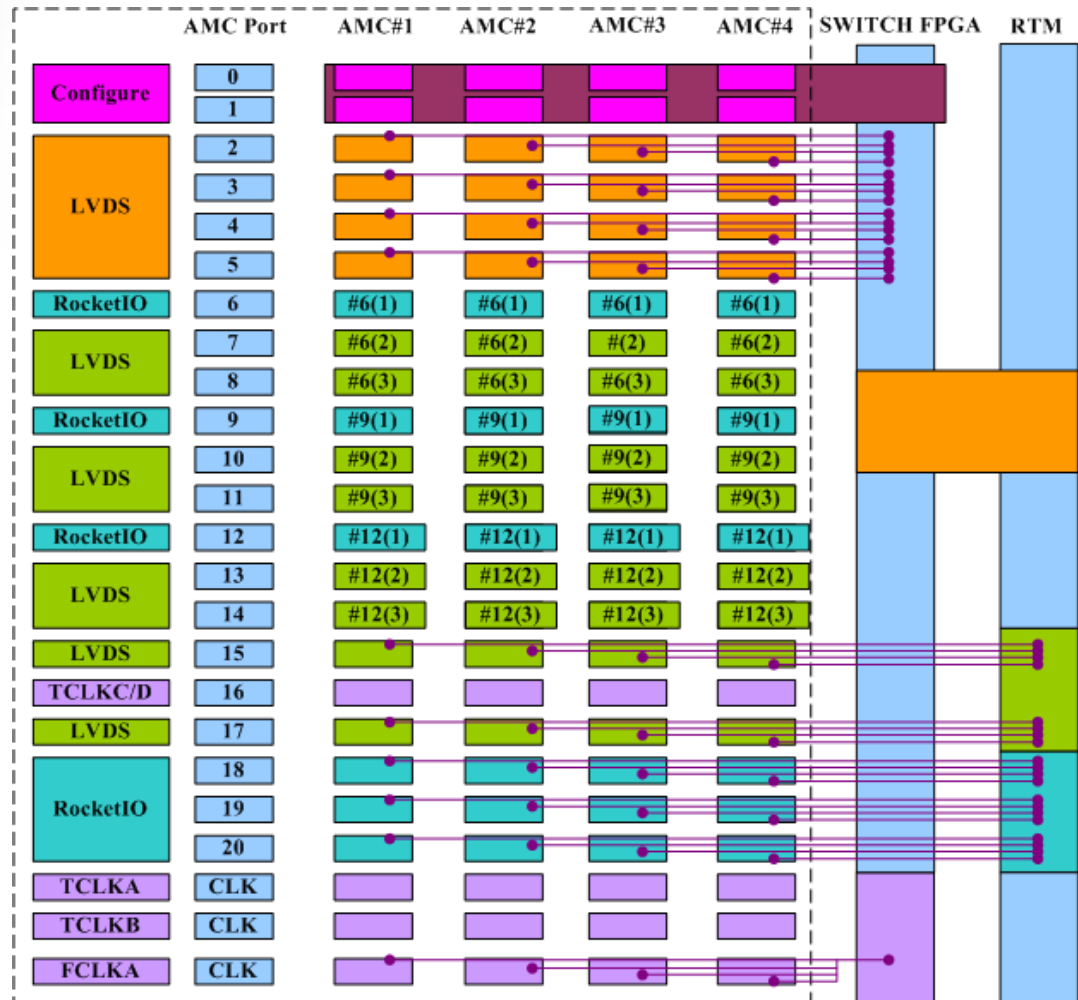 AMC Port AMC#1 AMC#2 AMC#3 AMC#4 SWITCH FPGA RTM
Configure 0
1
LVDS 2
3
4
5
RocketIO 6 #6(1) #6(1) #6(1) #6(1)
LVDS 7 #6(2) #6(2) #(2) #6(2)
8 #6(3) #6(3) #6(3) #6(3)
RocketIO 9 #9(1) #9(1) #9(1) #9(1)
LVDS 10 #9(2) #9(2) #9(2) #9(2)
11 #9(3) #9(3) #9(3) #9(3)
RocketIO 12 #12(1) #12(1) #12(1) #12(1)
LVDS 13 #12(2) #12(2) #12(2) #12(2)
14 #12(3) #12(3) #12(3) #12(3)
LVDS 15
TCLKC/D 16
LVDS 17
RocketIO 18
19
20
TCLKA CLK
TCLKB CLK
FCLKA CLK